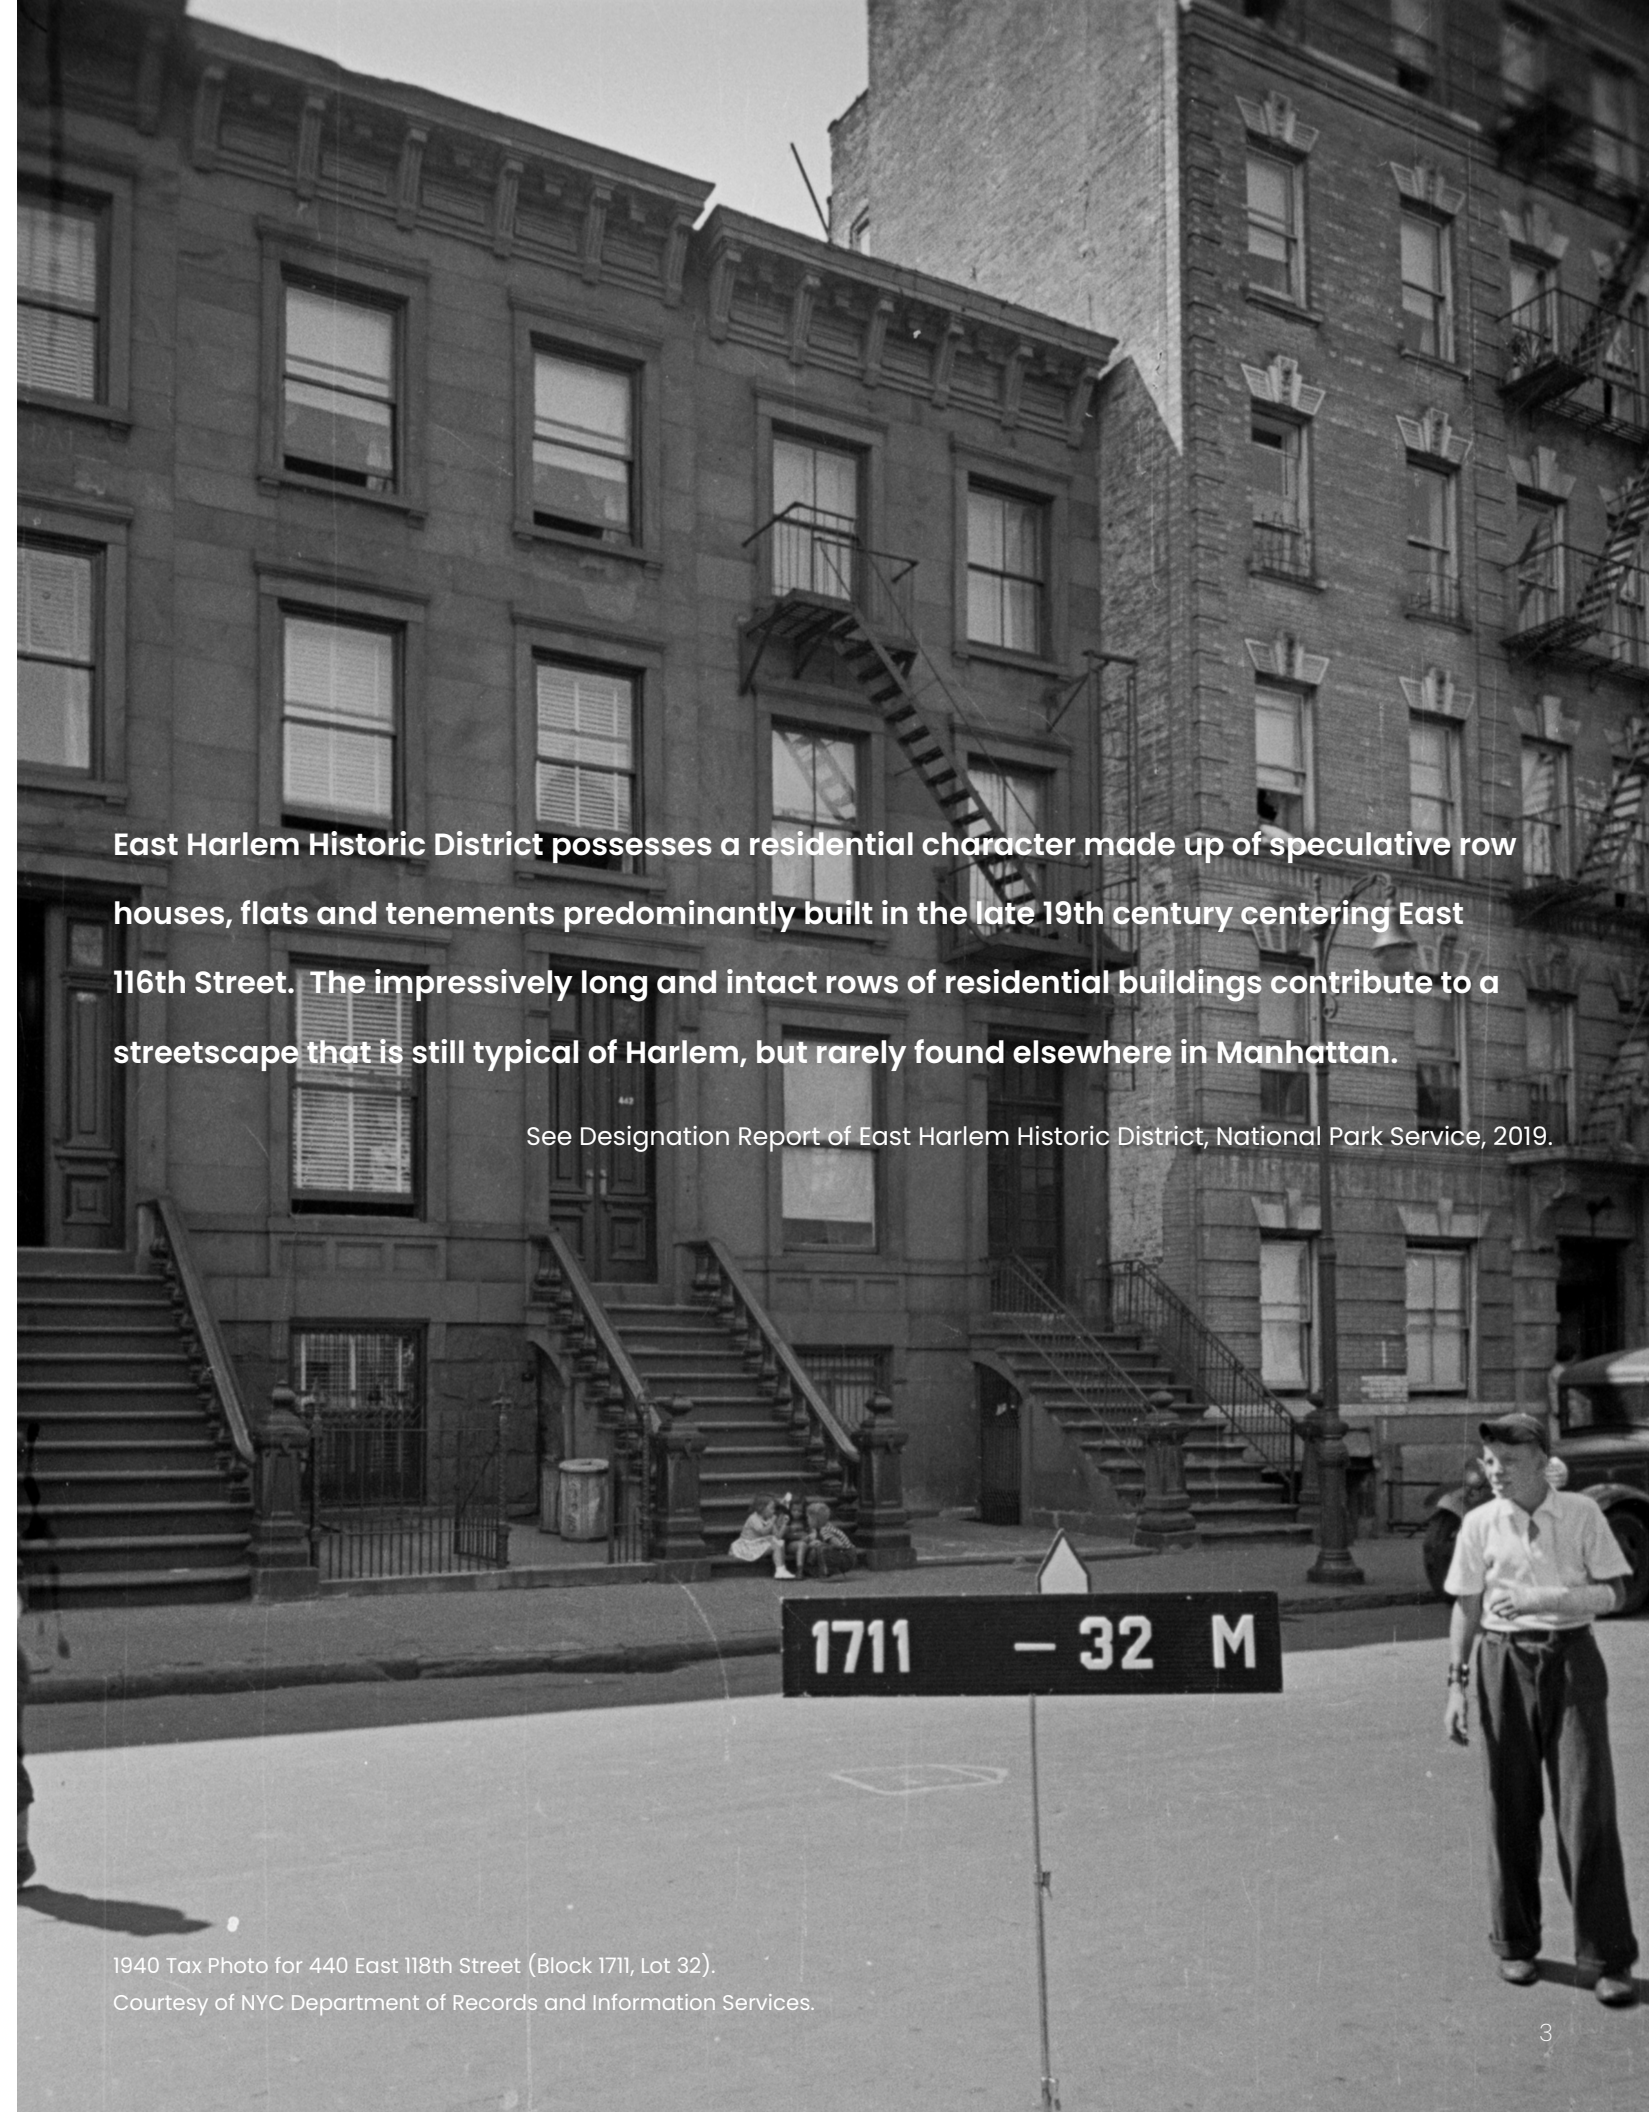 East Harlem Historic District possesses a residential character made up of speculative row
houses, flats and tenements predominantly built in the late 19th century centering East
116th Street.  The impressively long and intact rows of residential buildings contribute to a
streetscape that is still typical of Harlem, but rarely found elsewhere in Manhattan.
442
See Designation Report of East Harlem Historic District, National Park Service, 2019.
1711 – 32 M
1940 Tax Photo for 440 East 118th Street (Block 1711, Lot 32).
Courtesy of NYC Department of Records and Information Services.
3